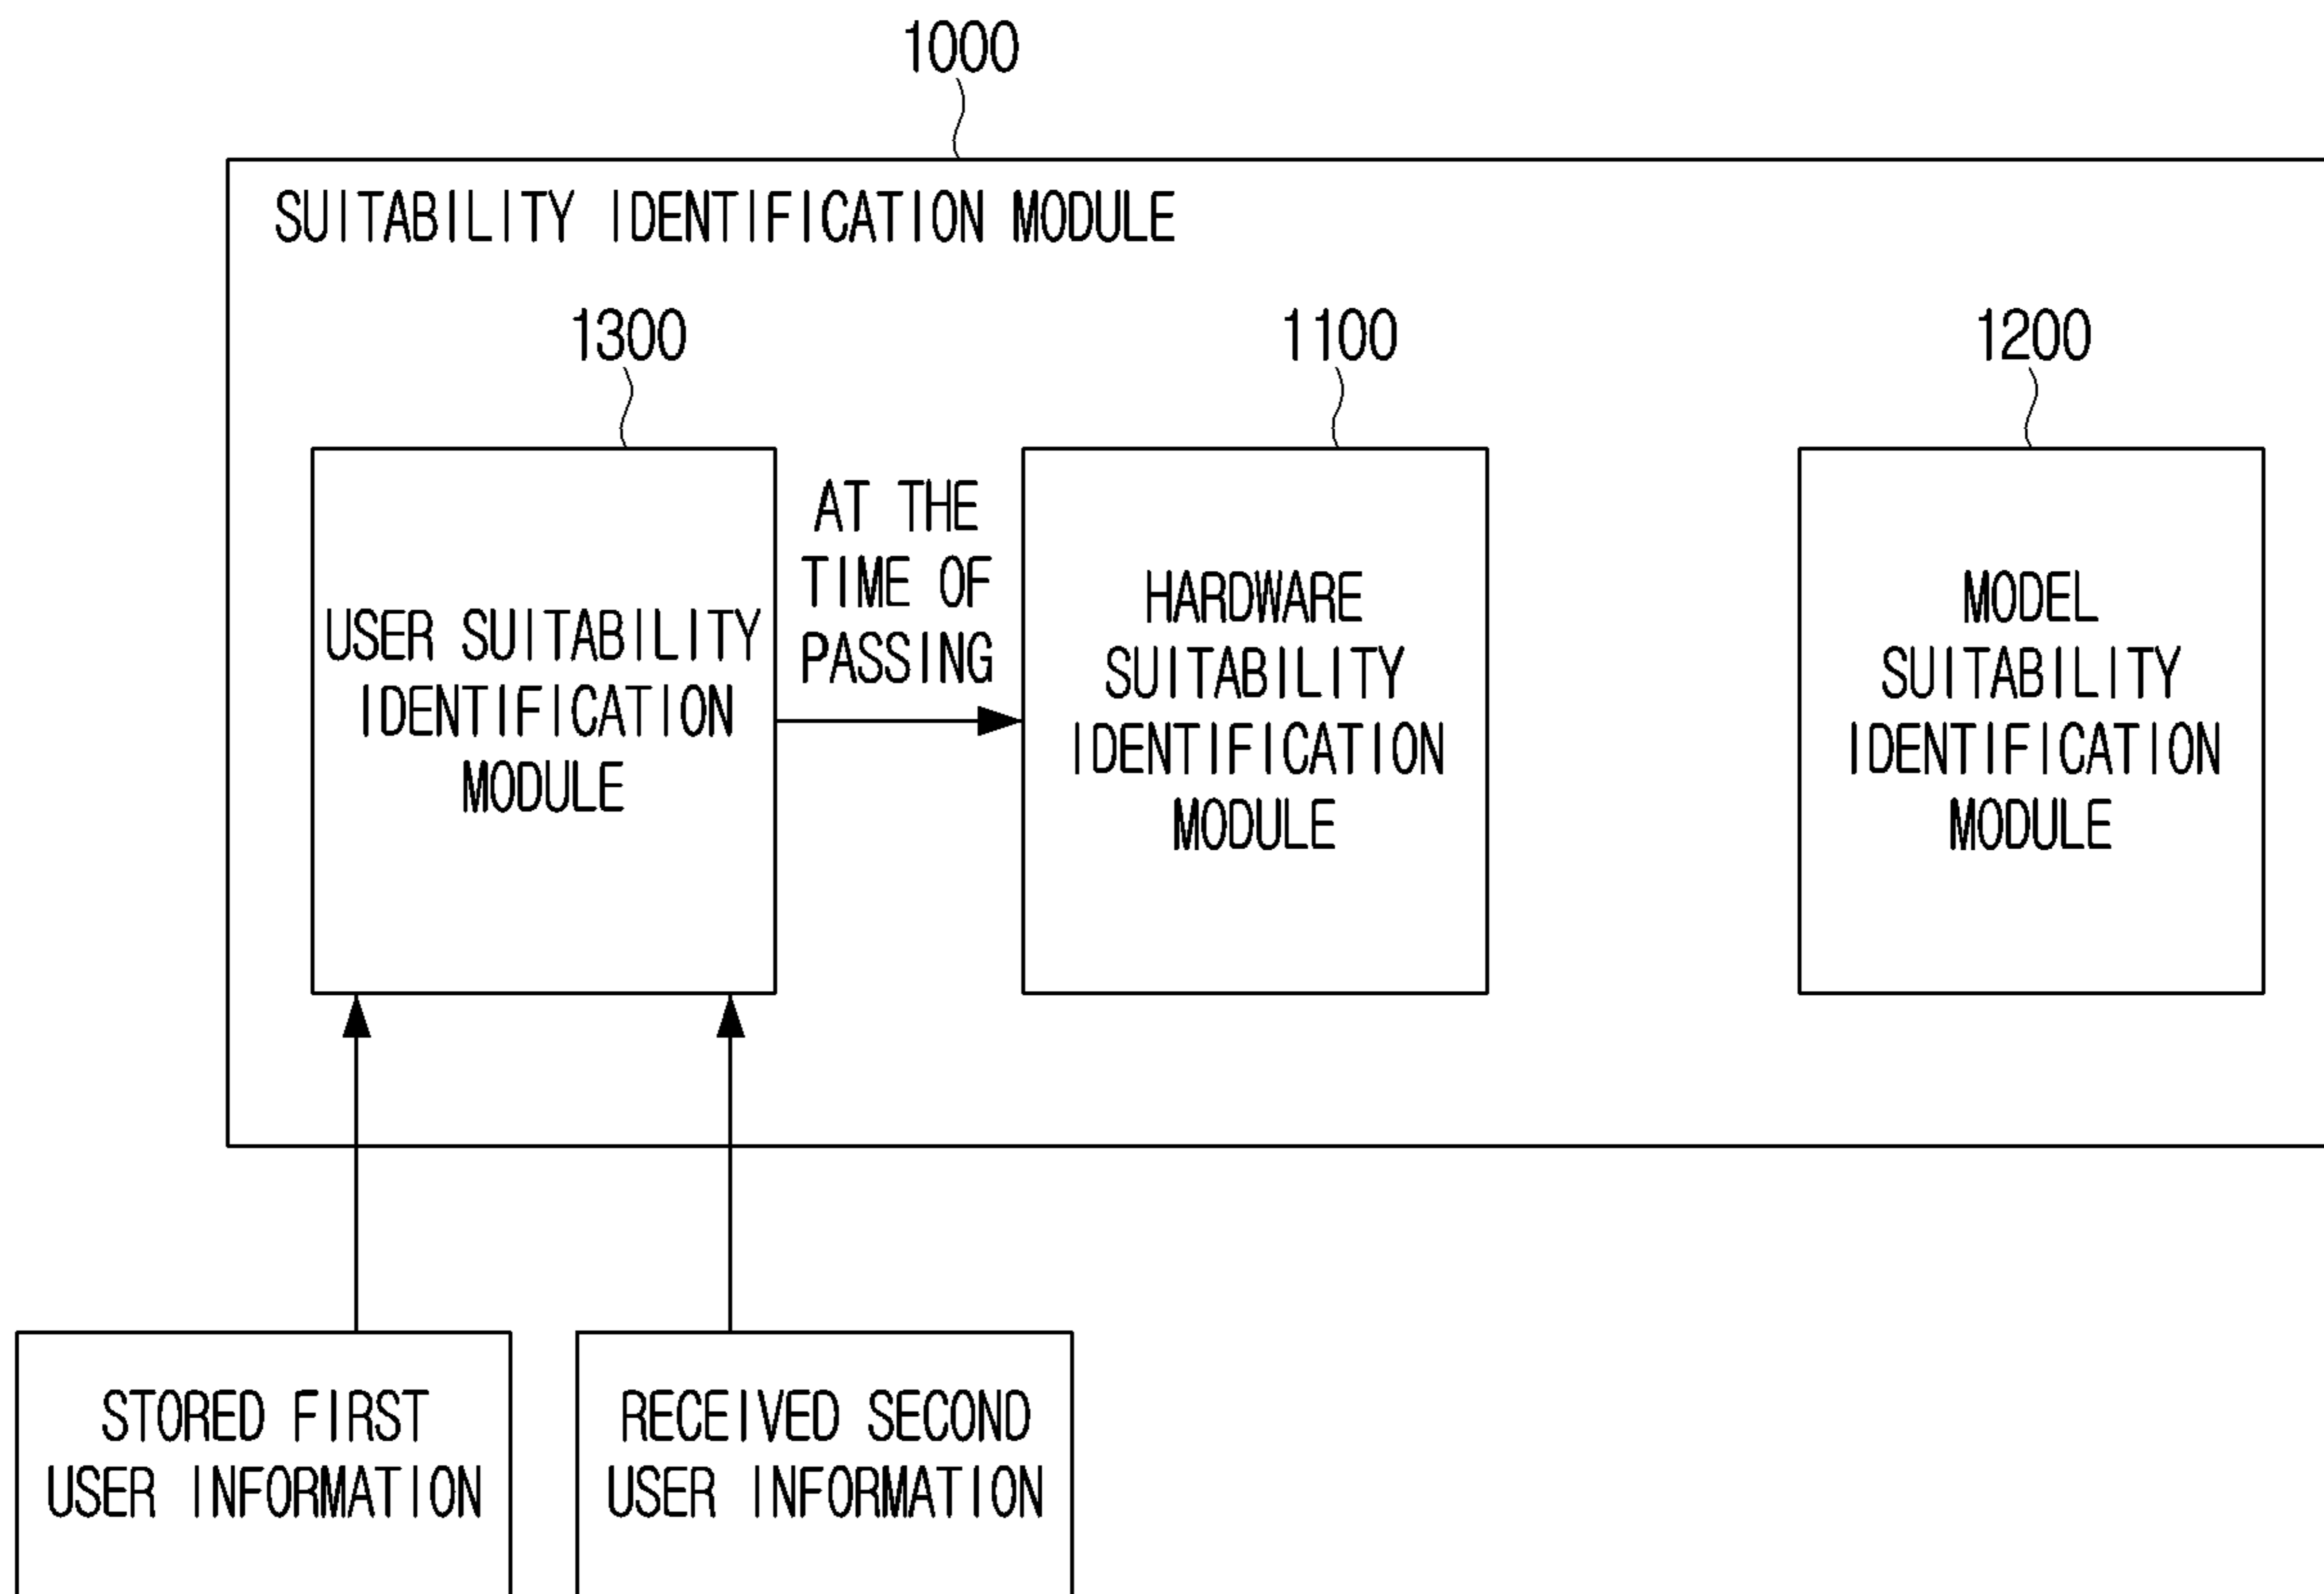 1000
SUITABILITY IDENTIFICATION MODULE
1300
1100
1200
USER SUITABILITY
IDENTIFICATION
MODULE
AT THE
TIME OF
PASSING
HARDWARE
SUITABILITY
IDENTIFICATION
MODULE
MODEL
SUITABILITY
IDENTIFICATION
MODULE
STORED FIRST
USER INFORMATION
RECEIVED SECOND
USER INFORMATION